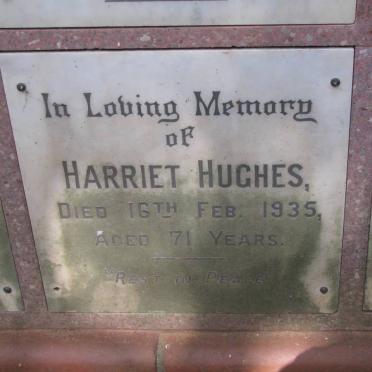 In Loving Memory
of
HARRIET HUGHES,
DIED 16TH FEB. 1935,
AGED 71 YEARS.
"REST IN PEACE"